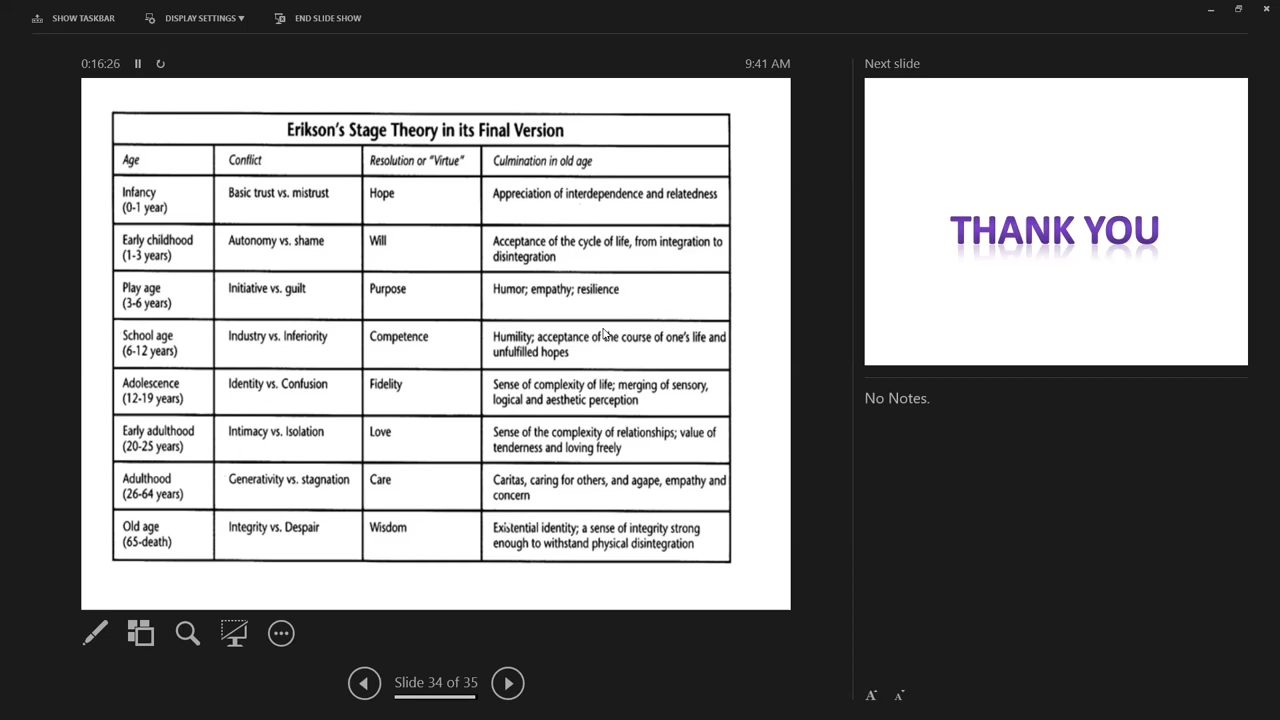 SHOW TASKBAR DISPLAY SETTINGS ▼ END SLIDE SHOW
0:16:26 9:41 AM
Erikson's Stage Theory in its Final Version
Age Conflict Resolution or "Virtue" Culmination in old age
Infancy Basic trust vs. mistrust Hope Appreciation of interdependence and relatedness
(0-1 year)
Early childhood Autonomy vs. shame Will Acceptance of the cycle of life, from integration to
(1-3 years) disintegration
Play age Initiative vs. guilt Purpose Humor; empathy; resilience
(3-6 years)
School age Industry vs. Inferiority Competence Humility; acceptance of the course of one's life and
(6-12 years) unfulfilled hopes
Adolescence Identity vs. Confusion Fidelity Sense of complexity of life; merging of sensory,
(12-19 years) logical and aesthetic perception
Early adulthood Intimacy vs. Isolation Love Sense of the complexity of relationships; value of
(20-25 years) tenderness and loving freely
Adulthood Generativity vs. stagnation Care Caritas, caring for others, and agape, empathy and
(26-64 years) concern
Old age Integrity vs. Despair Wisdom Existential identity; a sense of integrity strong
(65-death) enough to withstand physical disintegration
Slide 34 of 35
Next slide
THANK YOU
No Notes.
A A